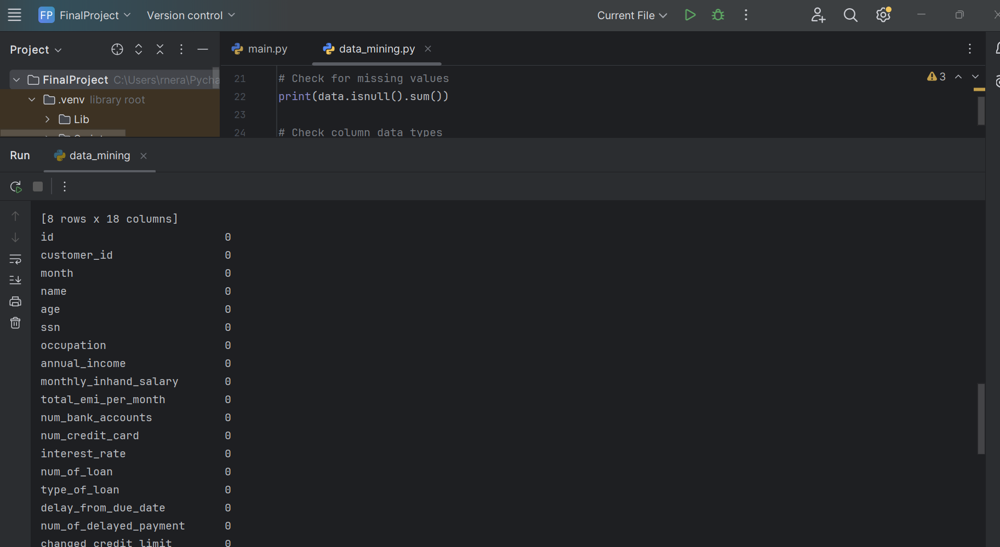 FP FinalProject Version control Current File
Project main.py data_mining.py
FinalProject C:\Users\rnera\Pycha
.venv library root
Lib
21 # Check for missing values 3
22 print(data.isnull().sum())
23
24 # Check column data types
Run data_mining
[8 rows x 18 columns]
id 0
customer_id 0
month 0
name 0
age 0
ssn 0
occupation 0
annual_income 0
monthly_inhand_salary 0
total_emi_per_month 0
num_bank_accounts 0
num_credit_card 0
interest_rate 0
num_of_loan 0
type_of_loan 0
delay_from_due_date 0
num_of_delayed_payment 0
changed_credit_limit 0